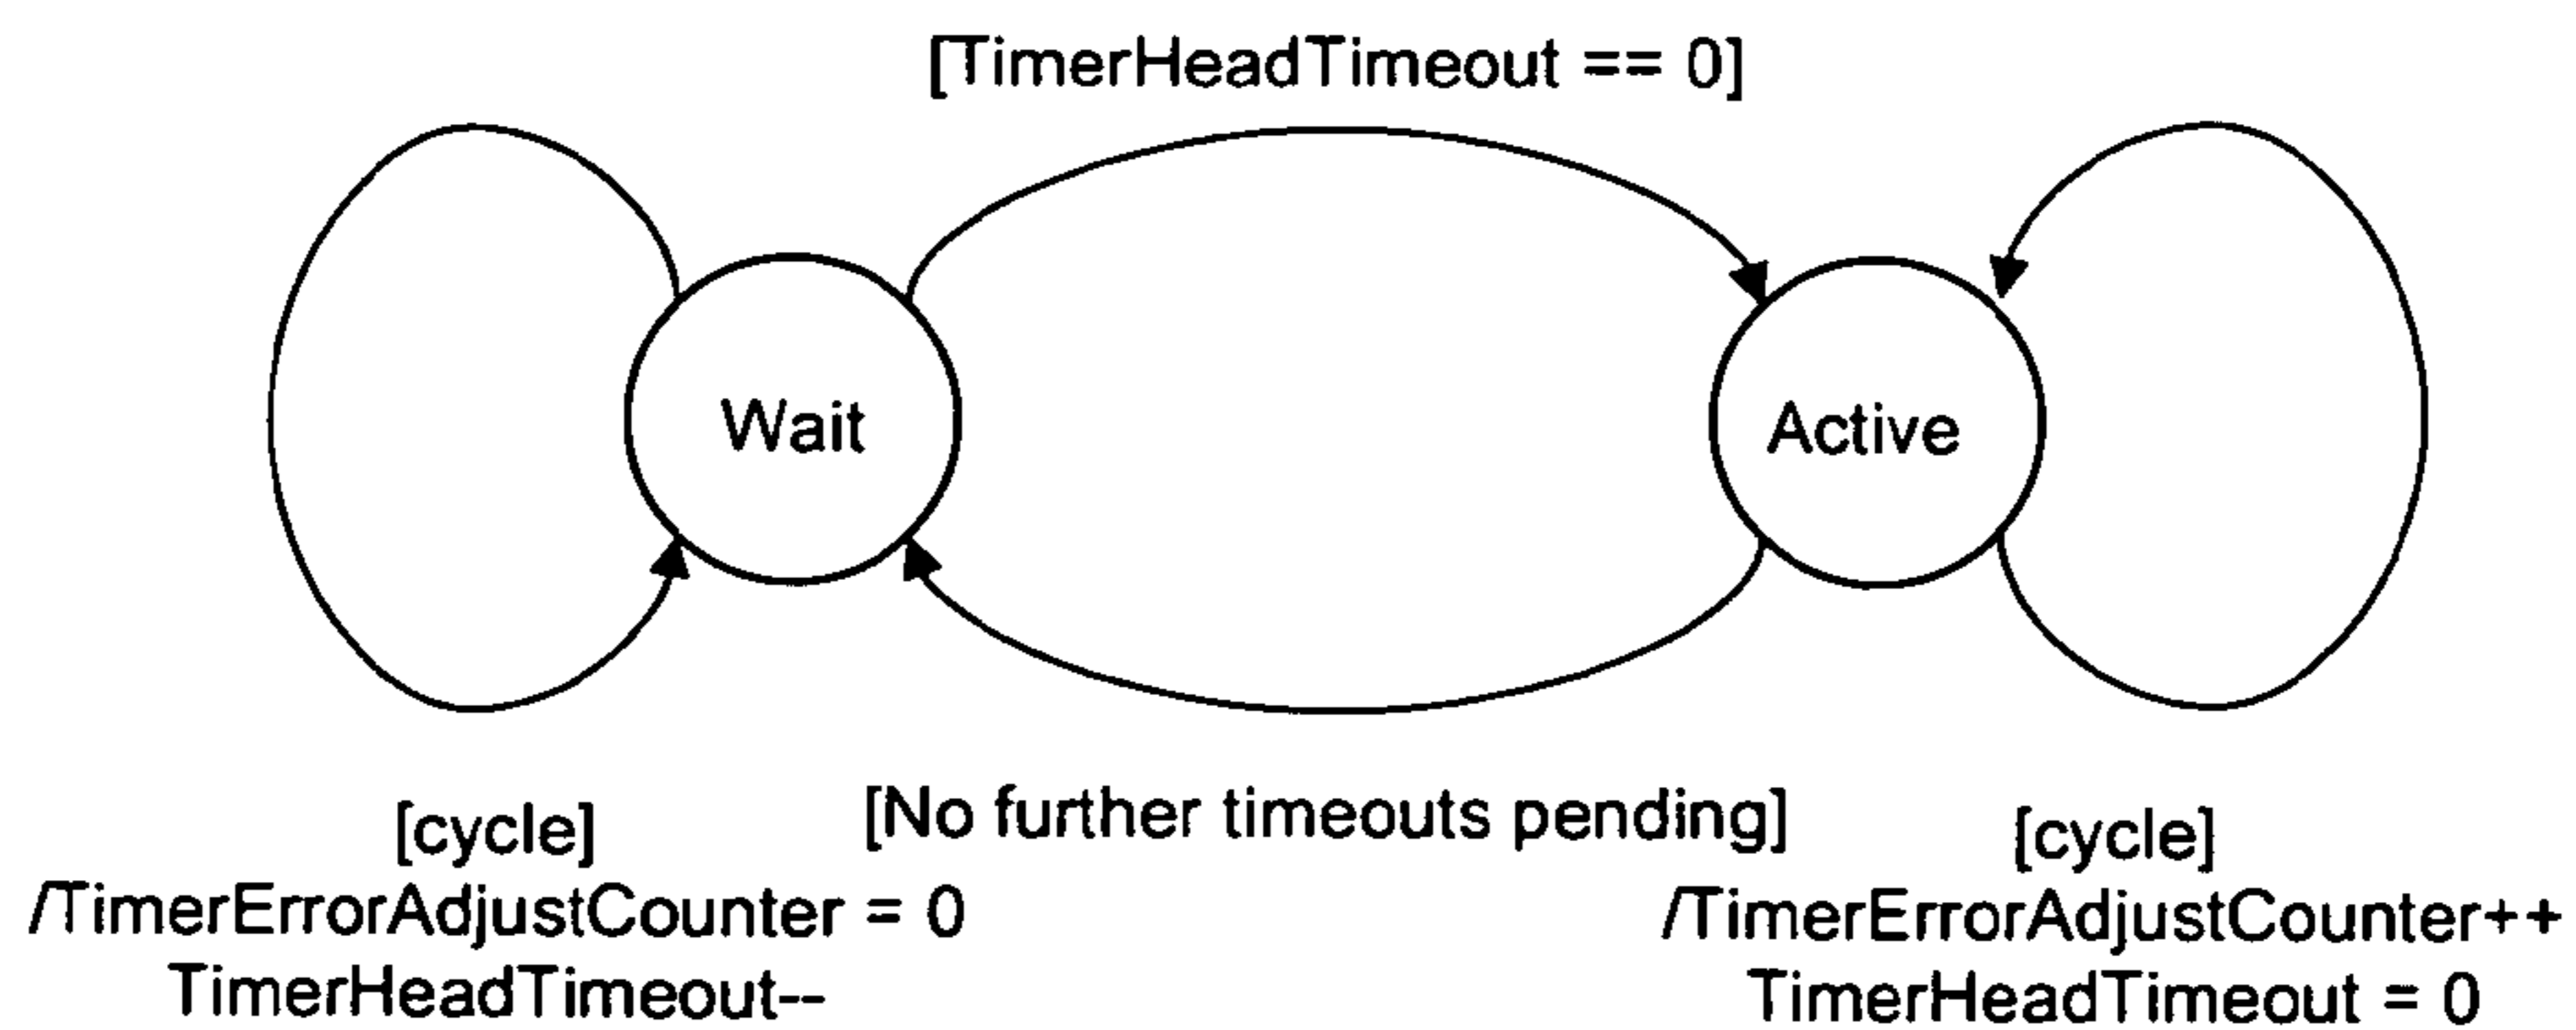 [TimerHeadTimeout == 0]
Wait
Active
[No further timeouts pending]
[cycle]
/TimerErrorAdjustCounter = 0
TimerHeadTimeout--
[cycle]
/TimerErrorAdjustCounter++
TimerHeadTimeout = 0